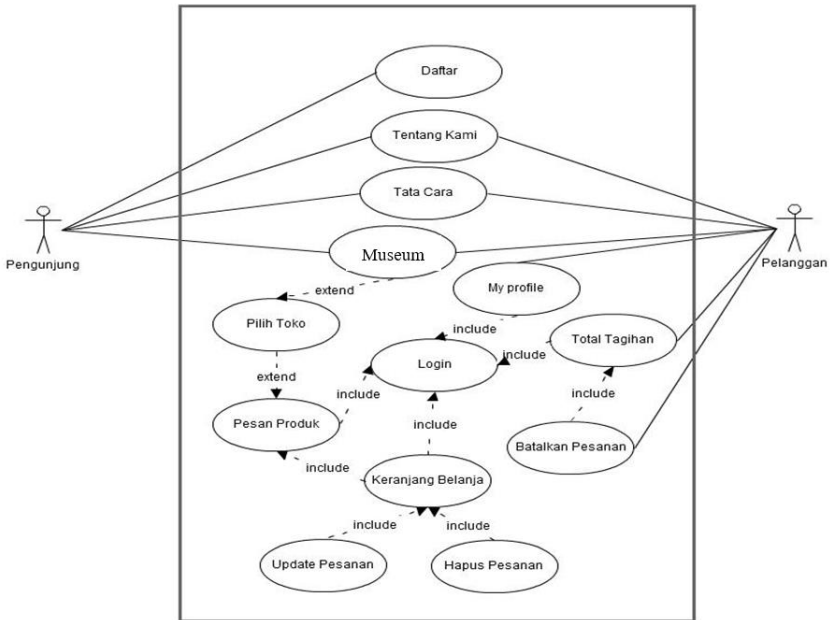 Daftar
Tentang Kami
Tata Cara
Pengunjung
Museum
Pelanggan
My profile
extend
Pilih Toko
include
Total Tagihan
include
Login
extend
include
include
Pesan Produk
include
Batalkan Pesanan
include
Keranjang Belanja
include
include
Update Pesanan
Hapus Pesanan